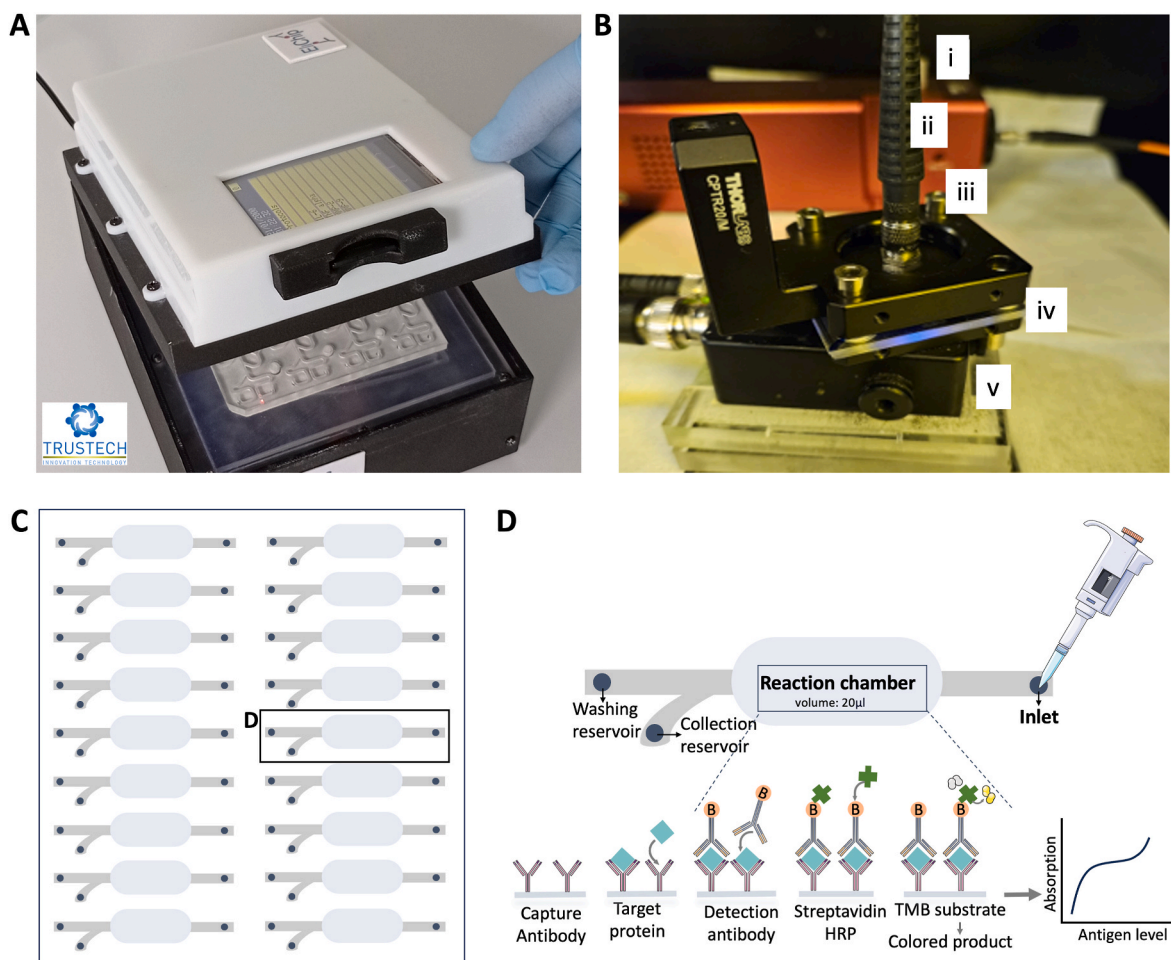 A
ElChip
TRUSTECH
INNOVATION TECHNOLOGY
B
i
ii
iii
THORLABS
CPTR20/M
iv
v
C
D
D
Reaction chamber
volume: 20μl
Washing
reservoir
Collection
reservoir
Inlet
B
B
B
B
B
B
Capture
Antibody
Target
protein
Detection
antibody
Streptavidin
HRP
TMB substrate
Colored product
Absorption
Antigen level